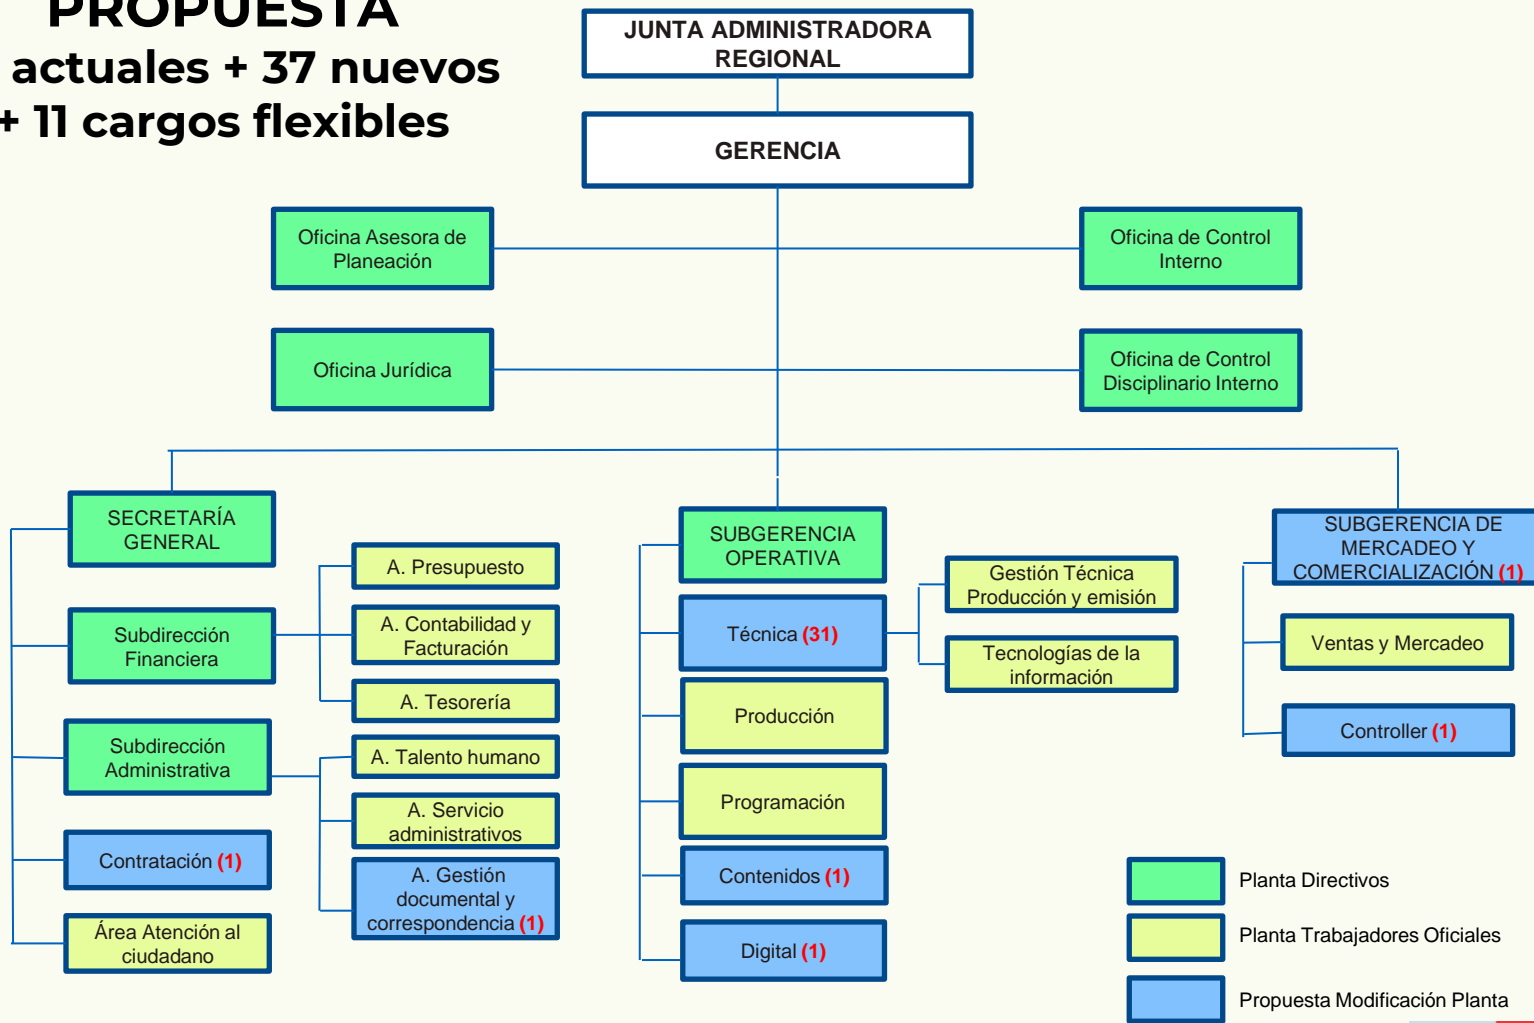 PROPUESTA
actuales + 37 nuevos
+ 11 cargos flexibles
JUNTA ADMINISTRADORA
REGIONAL
GERENCIA
Oficina Asesora de
Planeación
Oficina de Control
Interno
Oficina Jurídica
Oficina de Control
Disciplinario Interno
SECRETARÍA
GENERAL
Subdirección
Financiera
Subdirección
Administrativa
Contratación (1)
Área Atención al
ciudadano
A. Presupuesto
A. Contabilidad y
Facturación
A. Tesorería
A. Talento humano
A. Servicio
administrativos
A. Gestión
documental y
correspondencia (1)
SUBGERENCIA
OPERATIVA
Técnica (31)
Producción
Programación
Contenidos (1)
Digital (1)
Gestión Técnica
Producción y emisión
Tecnologías de la
información
SUBGERENCIA DE
MERCADEO Y
COMERCIALIZACIÓN (1)
Ventas y Mercadeo
Controller (1)
Planta Directivos
Planta Trabajadores Oficiales
Propuesta Modificación Planta